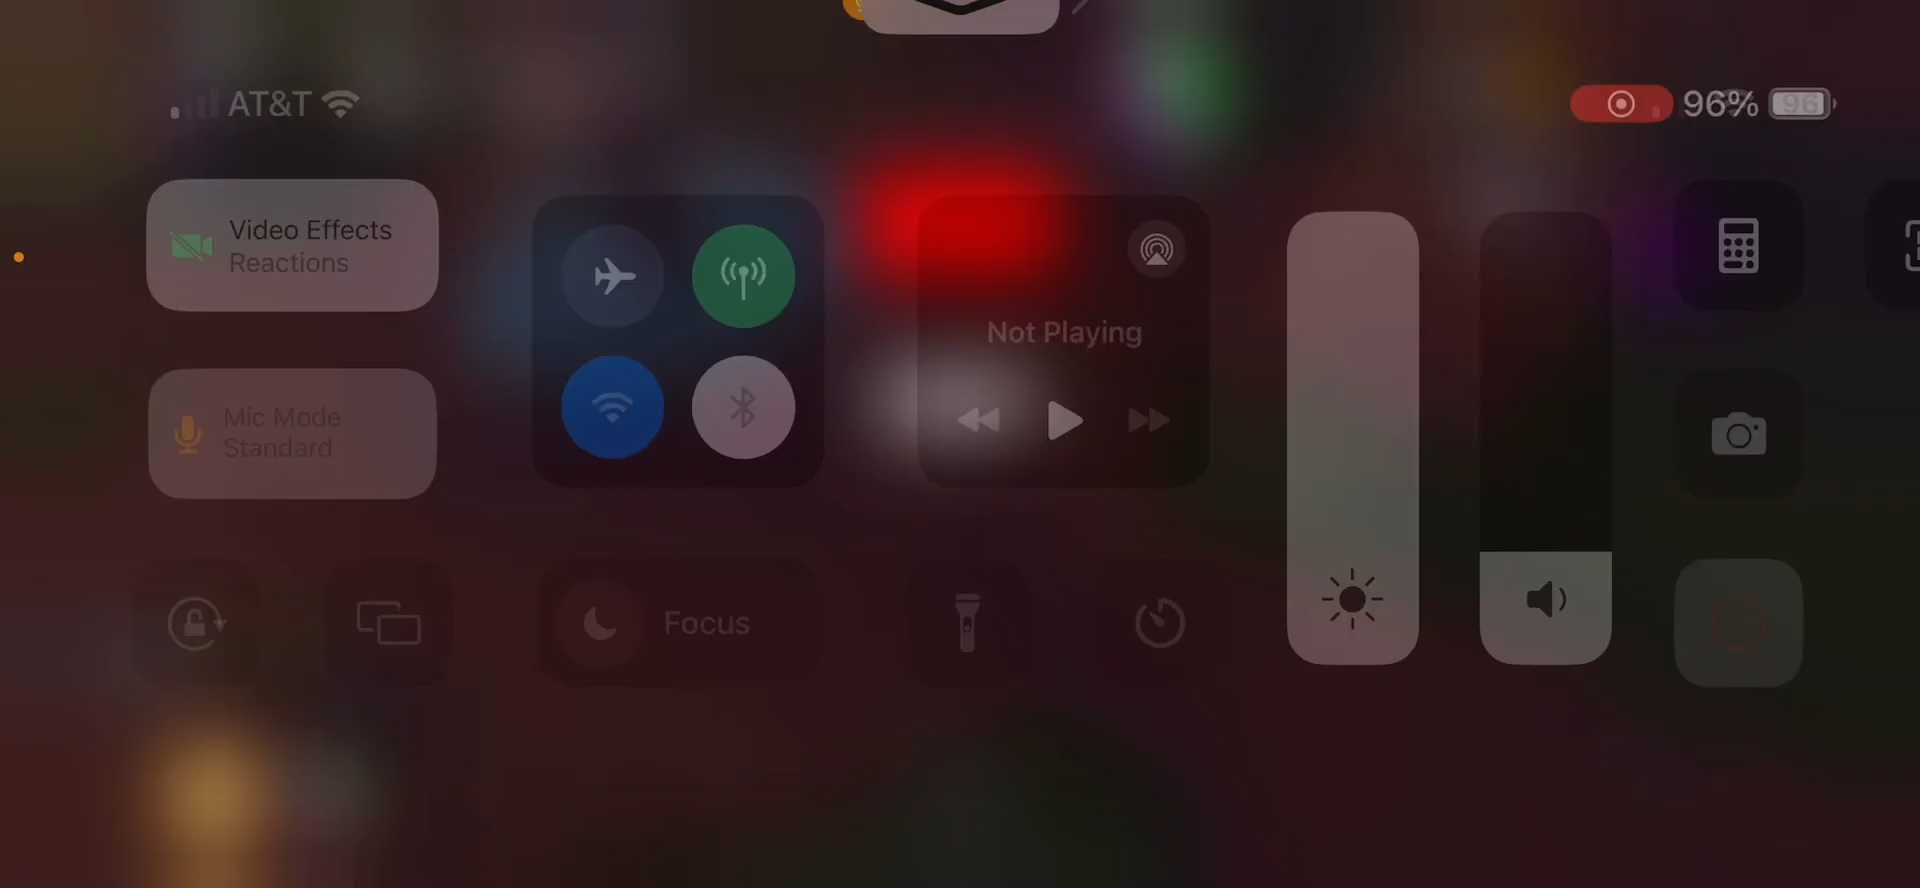 AT&T
96%
96
Video Effects
Reactions
Mic Mode
Standard
Not Playing
Focus